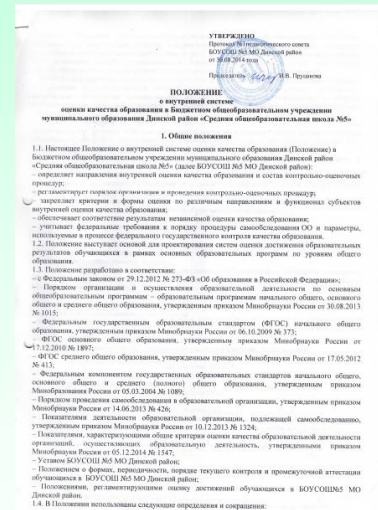 УТВЕРЖДЕНО
Протокол №1педагогического совета
БОУСОШ №5 МО Динской район
от 30.08.2014 года
Председатель И.В. Прушанова
ПОЛОЖЕНИЕ
о внутренней системе
оценки качества образования в Бюджетном общеобразовательном учреждении
муниципального образования Динской район «Средняя общеобразовательная школа №5»
1. Общие положения
1.1. Настоящее Положение о внутренней системе оценки качества образования (Положение) в
Бюджетном общеобразовательном учреждении муниципального образования Динской район
«Средняя общеобразовательная школа №5» (далее БОУСОШ №5 МО Динской район):
– определяет направления внутренней оценки качества образования и состав контрольно-оценочных
процедур;
– регламентирует порядок организации и проведения контрольно-оценочных процедур;
– закрепляет критерии и формы оценки по различным направлениям и функционал субъектов
внутренней оценки качества образования;
– обеспечивает соответствие результатам независимой оценки качества образования;
– учитывает федеральные требования к порядку процедуры самообследования ОО и параметры,
используемые в процессе федерального государственного контроля качества образования.
1.2. Положение выступает основой для проектирования систем оценки достижения образовательных
результатов обучающихся в рамках основных образовательных программ по уровням общего
образования.
1.3. Положение разработано в соответствии:
– с Федеральным законом от 29.12.2012 № 273-ФЗ «Об образовании в Российской Федерации»;
– Порядком организации и осуществления образовательной деятельности по основным
общеобразовательным программам – образовательным программам начального общего, основного
общего и среднего общего образования, утвержденным приказом Минобрнауки России от 30.08.2013
№ 1015;
– Федеральным государственным образовательным стандартом (ФГОС) начального общего
образования, утвержденным приказом Минобрнауки России от 06.10.2009 № 373;
– ФГОС основного общего образования, утвержденным приказом Минобрнауки России от
17.12.2010 № 1897;
– ФГОС среднего общего образования, утвержденным приказом Минобрнауки России от 17.05.2012
№ 413;
– Федеральным компонентом государственных образовательных стандартов начального общего,
основного общего и среднего (полного) общего образования, утвержденным приказом
Минобразования России от 05.03.2004 № 1089;
– Порядком проведения самообследования в образовательной организации, утвержденным приказом
Минобрнауки России от 14.06.2013 № 426;
– Показателями деятельности образовательной организации, подлежащей самообследованию,
утвержденным приказом Минобрнауки России от 10.12.2013 № 1324;
– Показателями, характеризующими общие критерии оценки качества образовательной деятельности
организаций, осуществляющих образовательную деятельность, утвержденными приказом
Минобрнауки России от 05.12.2014 № 1547;
– Уставом БОУСОШ №5 МО Динской район;
– Положением о формах, периодичности, порядке текущего контроля и промежуточной аттестации
обучающихся в БОУСОШ №5 МО Динской район;
– Положениями, регламентирующими оценку достижений обучающихся в БОУСОШ№5 МО
Динской район.
1.4. В Положении использованы следующие определения и сокращения: